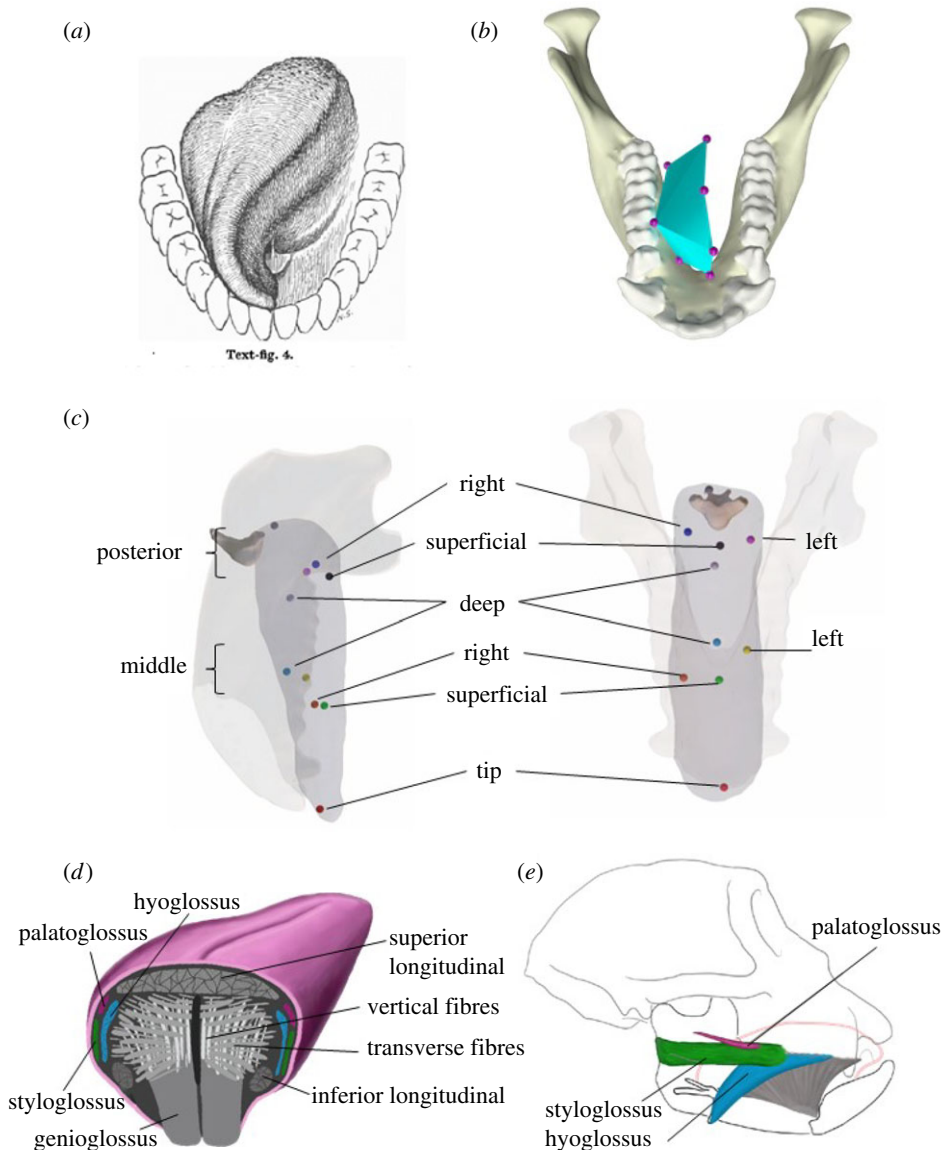 (a)
(b)
Text-fig. 4.
(c)
right
posterior
superficial
left
deep
middle
right
left
superficial
tip
(d)
(e)
hyoglossus
palatoglossus
superior
longitudinal
vertical fibres
transverse fibres
styloglossus
inferior longitudinal
genioglossus
palatoglossus
styloglossus
hyoglossus